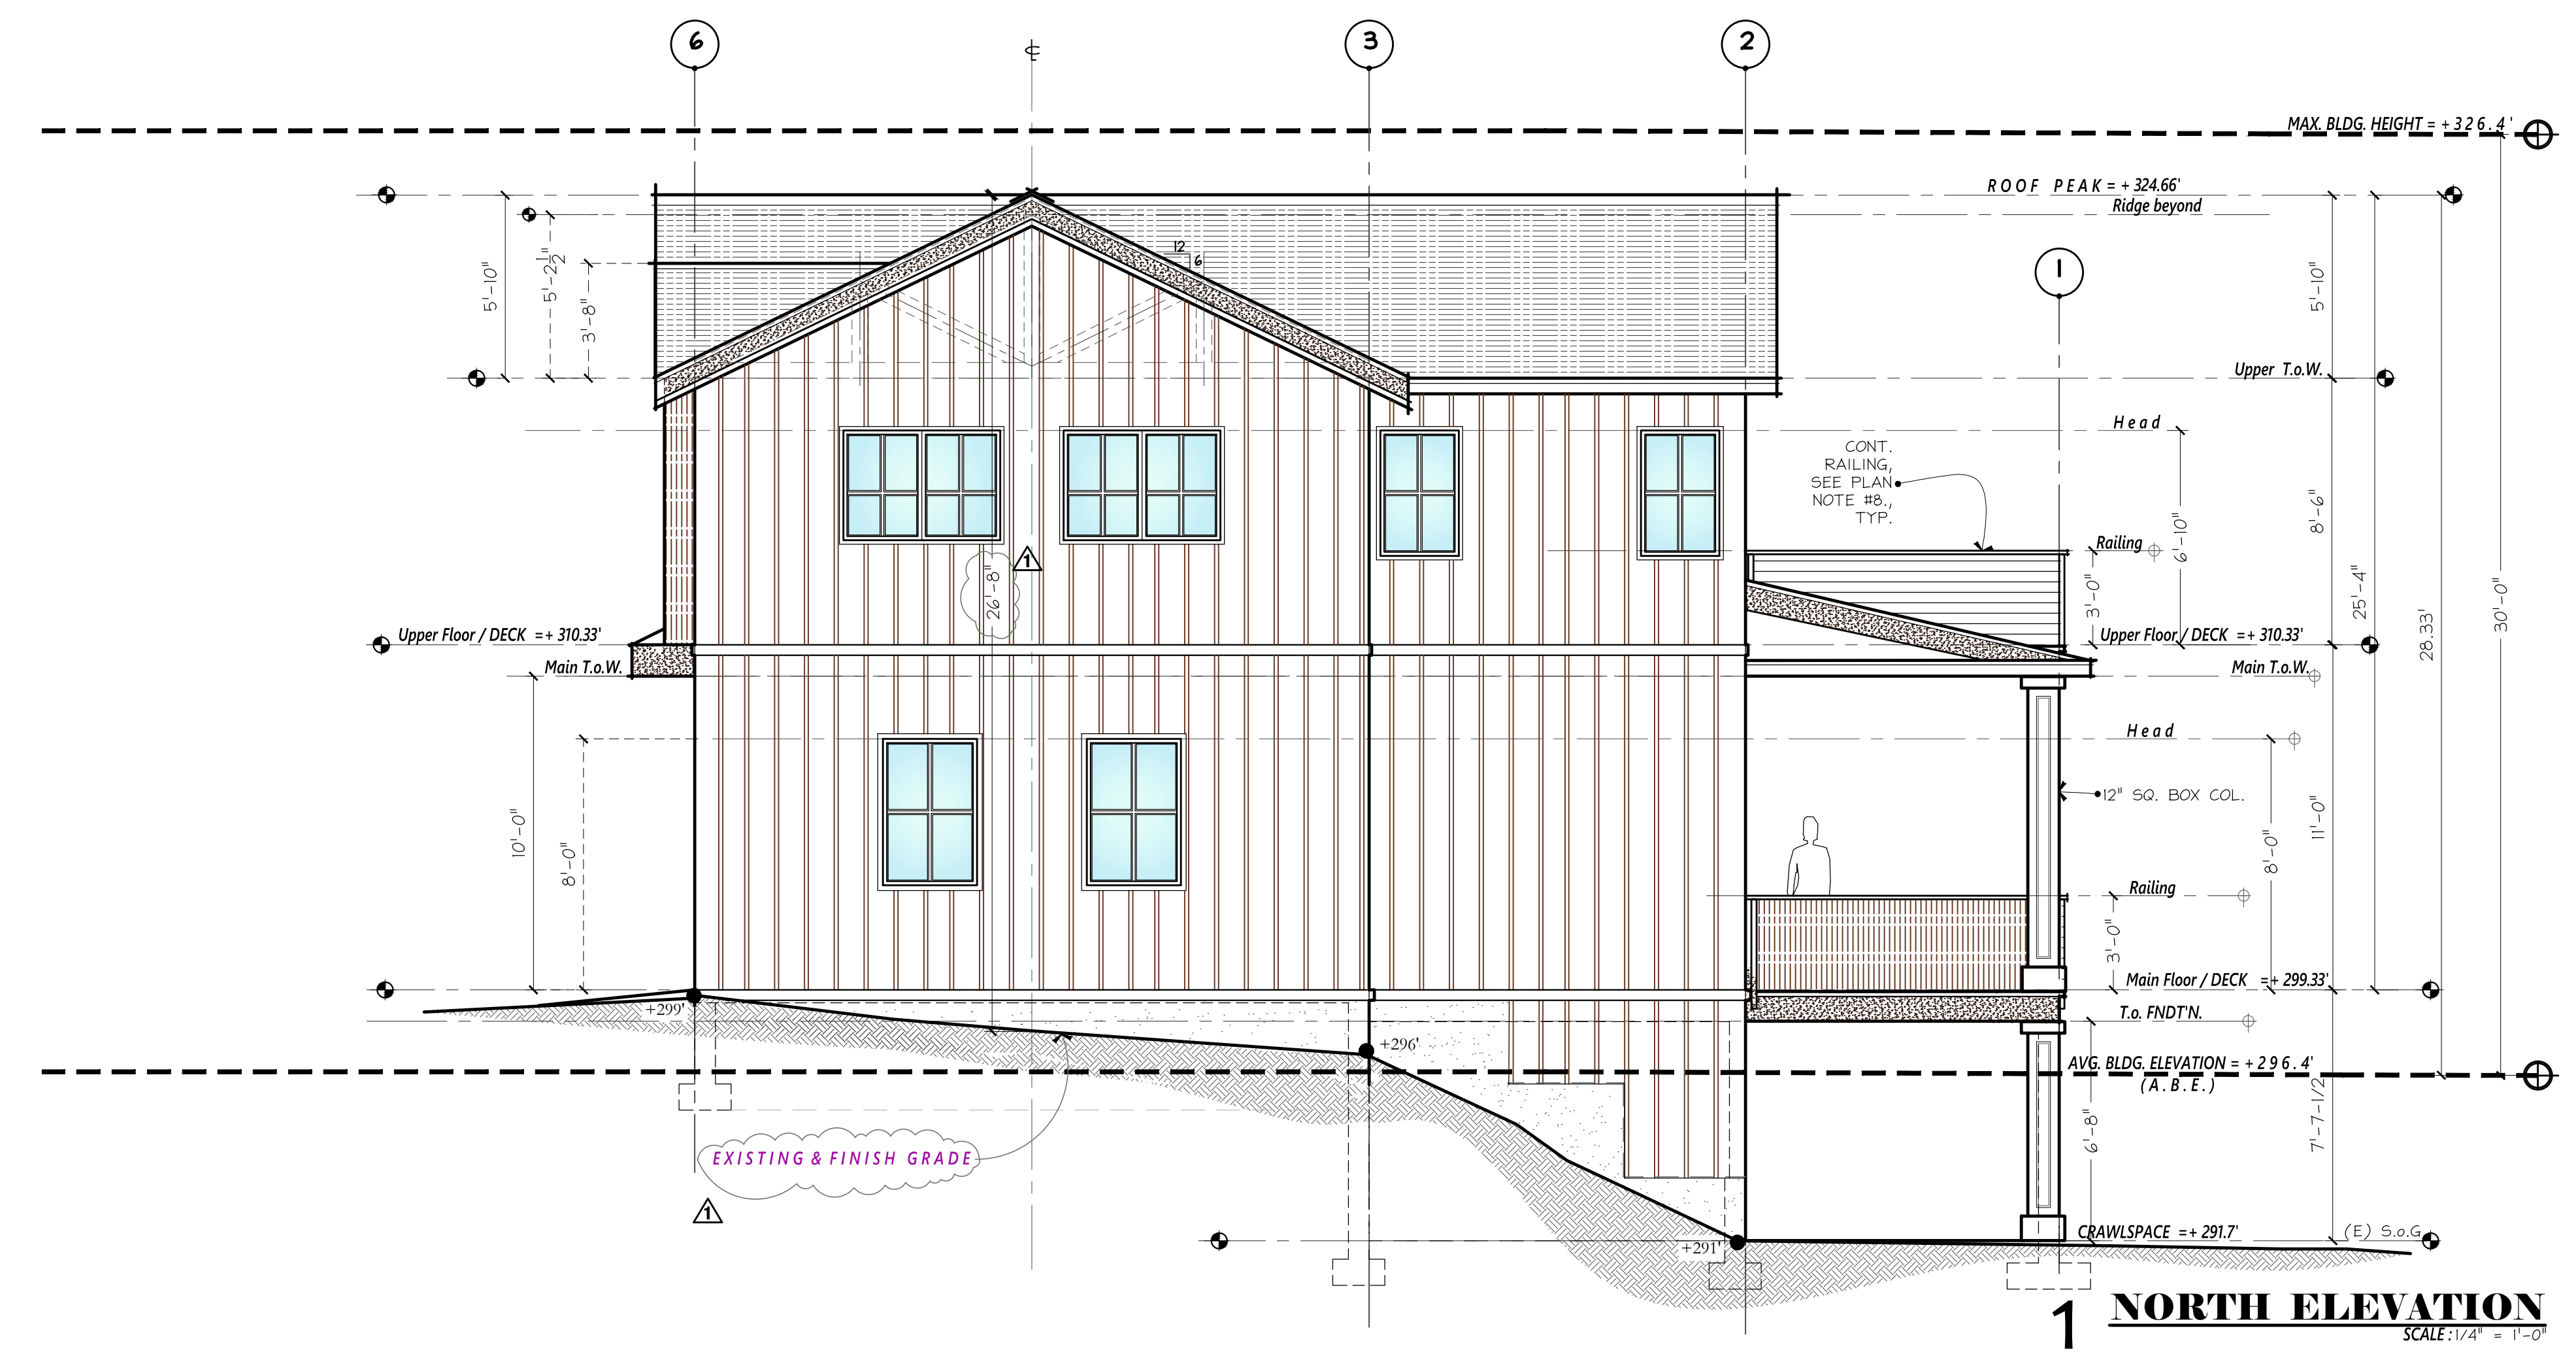 6
℄
3
2
MAX. BLDG. HEIGHT = + 3 2 6 . 4 '
ROOF PEAK = + 324.66'
Ridge beyond
1
12
6
5'-10"
5'-2 1/2"
3'-8"
5'-10"
Upper T.o.W.
Head
CONT.
RAILING,
SEE PLAN
NOTE #8.,
TYP.
8'-6"
6'-10"
Railing
3'-0"
25'-4"
28.33'
30'-0"
1
26'-8"
Upper Floor / DECK = + 310.33'
Upper Floor / DECK = + 310.33'
Main T.o.W.
Main T.o.W.
Head
12" SQ. BOX COL.
10'-0"
8'-0"
11'-0"
8'-0"
Railing
3'-0"
Main Floor / DECK = + 299.33'
+299'
T.o. FNDT'N.
+296'
AVG. BLDG. ELEVATION = + 2 9 6 . 4'
( A . B . E . )
6'-8"
7'-7-1/2
EXISTING & FINISH GRADE
1
+291'
CRAWLSPACE = + 291.7'
(E) S.o.G
1 NORTH ELEVATION
SCALE : 1/4" = 1'-0"